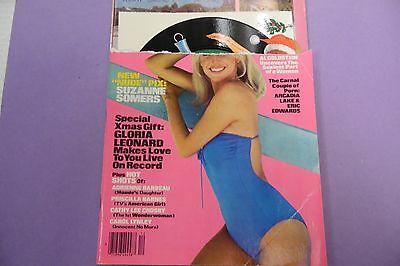 AL GOLDSTEIN
Uncovers The
Sexiest Part
of a Woman
The Carnal
Couple of
Porn:
ARCADIA
LAKE &
ERIC
EDWARDS
NEW
"NUDE" PIX:
SUZANNE
SOMERS
Special
Xmas Gift:
GLORIA
LEONARD
Makes Love
To You Live
On Record
Plus HOT
SHOTS Of:
ADRIENNE BARBEAU
(Maude's Daughter)
PRISCILLA BARNES
(TV's American Girl)
CATHY LEE CROSBY
(The 1st Wonderwoman)
CAROL LYNLEY
(Innocent No More)